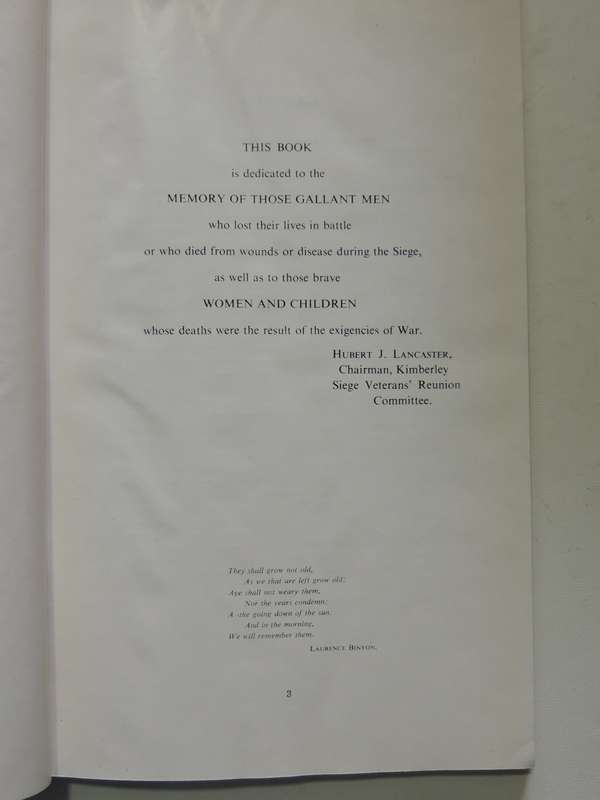 THIS BOOK
is dedicated to the
MEMORY OF THOSE GALLANT MEN
who lost their lives in battle
or who died from wounds or disease during the Siege,
as well as to those brave
WOMEN AND CHILDREN
whose deaths were the result of the exigencies of War.
HUBERT J. LANCASTER,
Chairman, Kimberley
Siege Veterans' Reunion
Committee.
They shall grow not old,
As we that are left grow old:
Age shall not weary them,
Nor the years condemn:
At the going down of the sun.
And in the morning,
We will remember them.
LAURENCE BINYON.
3